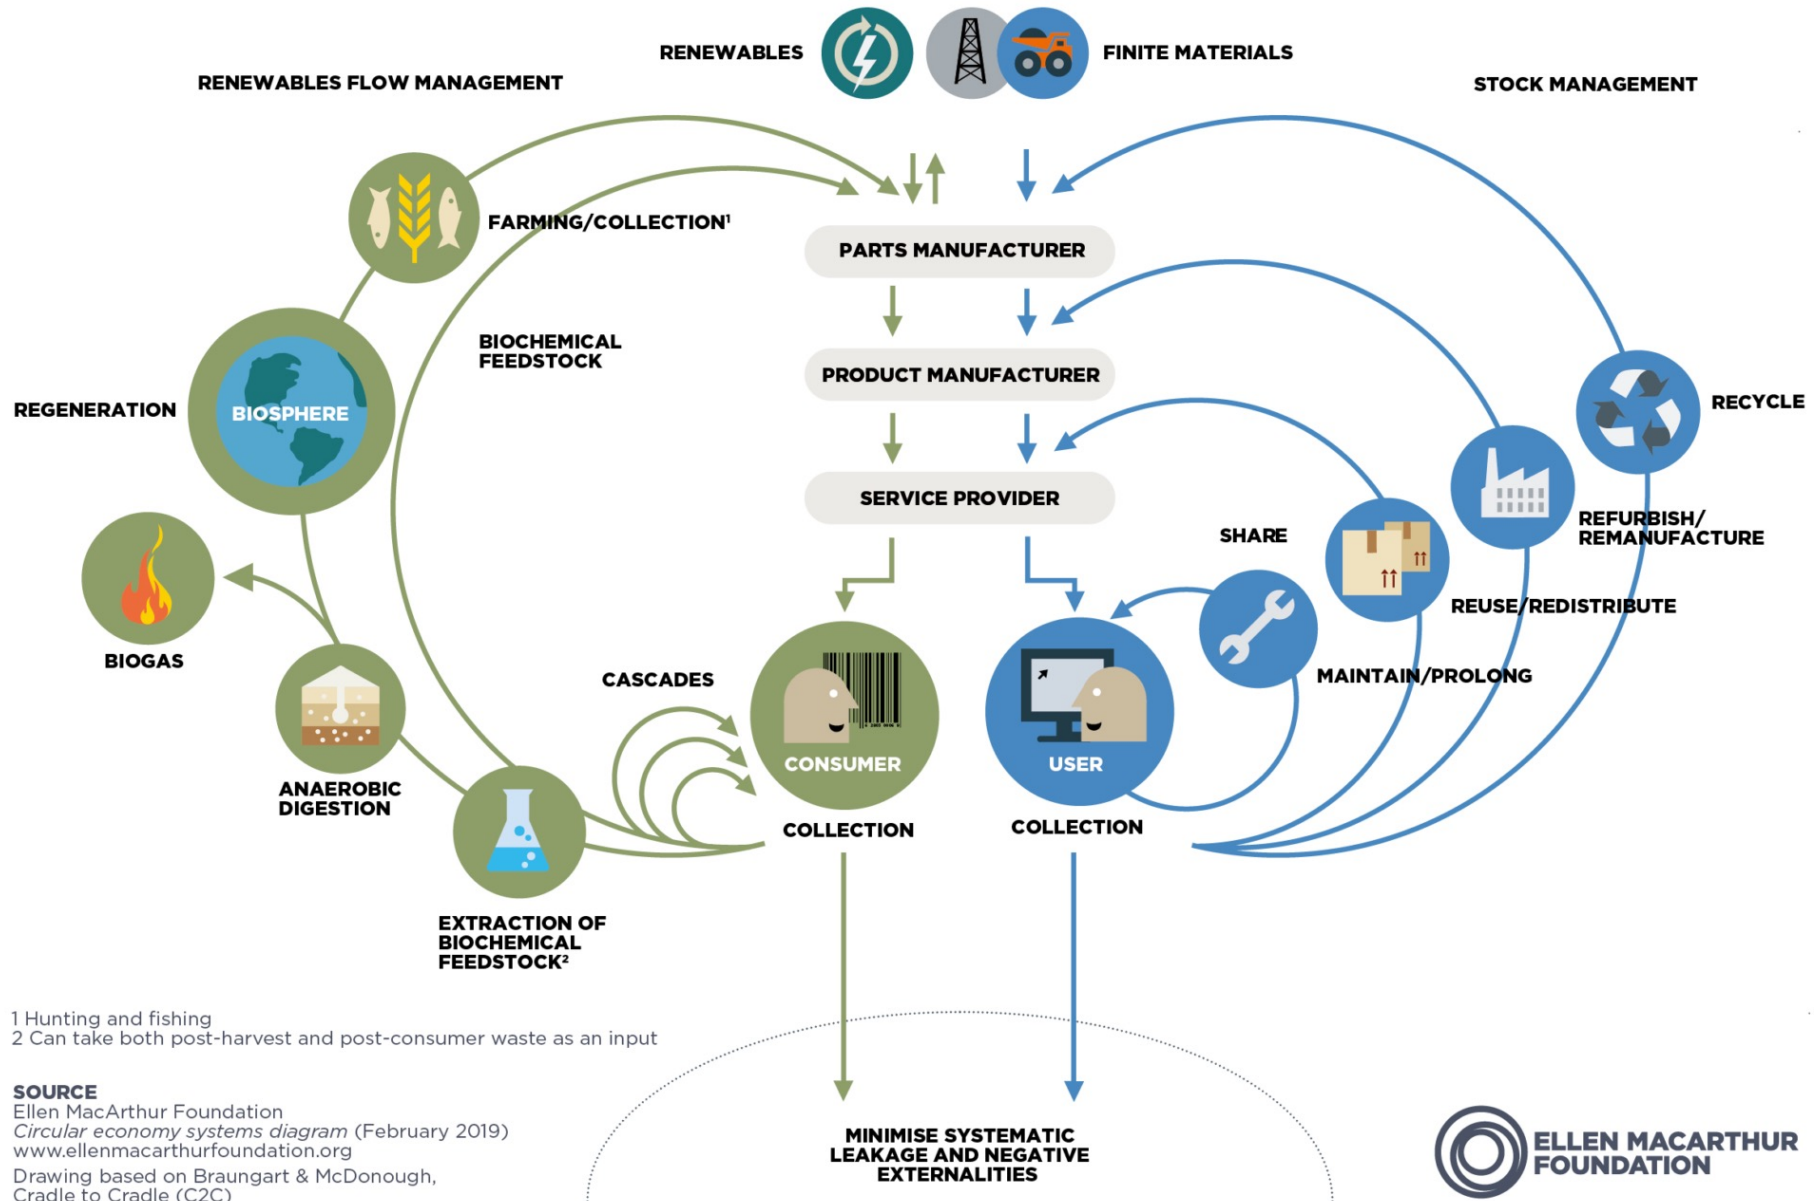 RENEWABLES
FINITE MATERIALS
RENEWABLES FLOW MANAGEMENT
STOCK MANAGEMENT
FARMING/COLLECTION¹
PARTS MANUFACTURER
BIOCHEMICAL
FEEDSTOCK
PRODUCT MANUFACTURER
REGENERATION
BIOSPHERE
RECYCLE
SERVICE PROVIDER
SHARE
REFURBISH/
REMANUFACTURE
REUSE/REDISTRIBUTE
BIOGAS
CASCADES
MAINTAIN/PROLONG
CONSUMER
USER
ANAEROBIC
DIGESTION
COLLECTION
COLLECTION
EXTRACTION OF
BIOCHEMICAL
FEEDSTOCK²
1 Hunting and fishing
2 Can take both post-harvest and post-consumer waste as an input
SOURCE
Ellen MacArthur Foundation
Circular economy systems diagram (February 2019)
www.ellenmacarthurfoundation.org
Drawing based on Braungart & McDonough,
Cradle to Cradle (C2C)
MINIMISE SYSTEMATIC
LEAKAGE AND NEGATIVE
EXTERNALITIES
ELLEN MACARTHUR
FOUNDATION